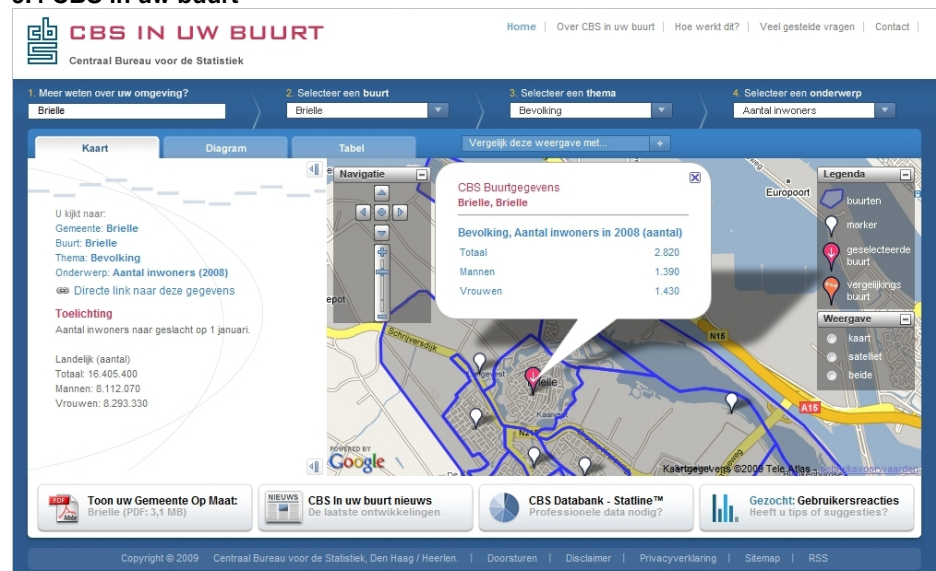 CBS IN UW BUURT
Centraal Bureau voor de Statistiek
Home | Over CBS in uw buurt | Hoe werkt dit? | Veel gestelde vragen | Contact |
1. Meer weten over uw omgeving?
Brielle
2. Selecteer een buurt
Brielle
3. Selecteer een thema
Bevolking
4. Selecteer een onderwerp
Aantal inwoners
Kaart
Diagram
Tabel
Vergelijk deze weergave met... +
U kijkt naar:
Gemeente: Brielle
Buurt: Brielle
Thema: Bevolking
Onderwerp: Aantal inwoners (2008)
Directe link naar deze gegevens
Toelichting
Aantal inwoners naar geslacht op 1 januari.
Landelijk (aantal)
Totaal: 16.405.400
Mannen: 8.112.070
Vrouwen: 8.293.330
Navigatie
CBS Buurtgegevens
Brielle, Brielle
Bevolking, Aantal inwoners in 2008 (aantal)
Totaal 2.820
Mannen 1.390
Vrouwen 1.430
Europoort
Legenda
buurten
marker
geselecteerde
buurt
vergelijkings
buurt
Weergave
kaart
satelliet
beide
Schrijversdijk
N15
A15
Brielle
Kaaivest
POWERED BY
Google
Kaartgegevens ©2009 Tele Atlas - Gebruiksvoorwaarden
PDF
Adobe
Toon uw Gemeente Op Maat:
Brielle (PDF: 3,1 MB)
NIEUWS
CBS In uw buurt nieuws
De laatste ontwikkelingen
CBS Databank - Statline™
Professionele data nodig?
Gezocht: Gebruikersreacties
Heeft u tips of suggesties?
Copyright © 2009 Centraal Bureau voor de Statistiek, Den Haag / Heerlen. | Doorsturen | Disclaimer | Privacyverklaring | Sitemap | RSS